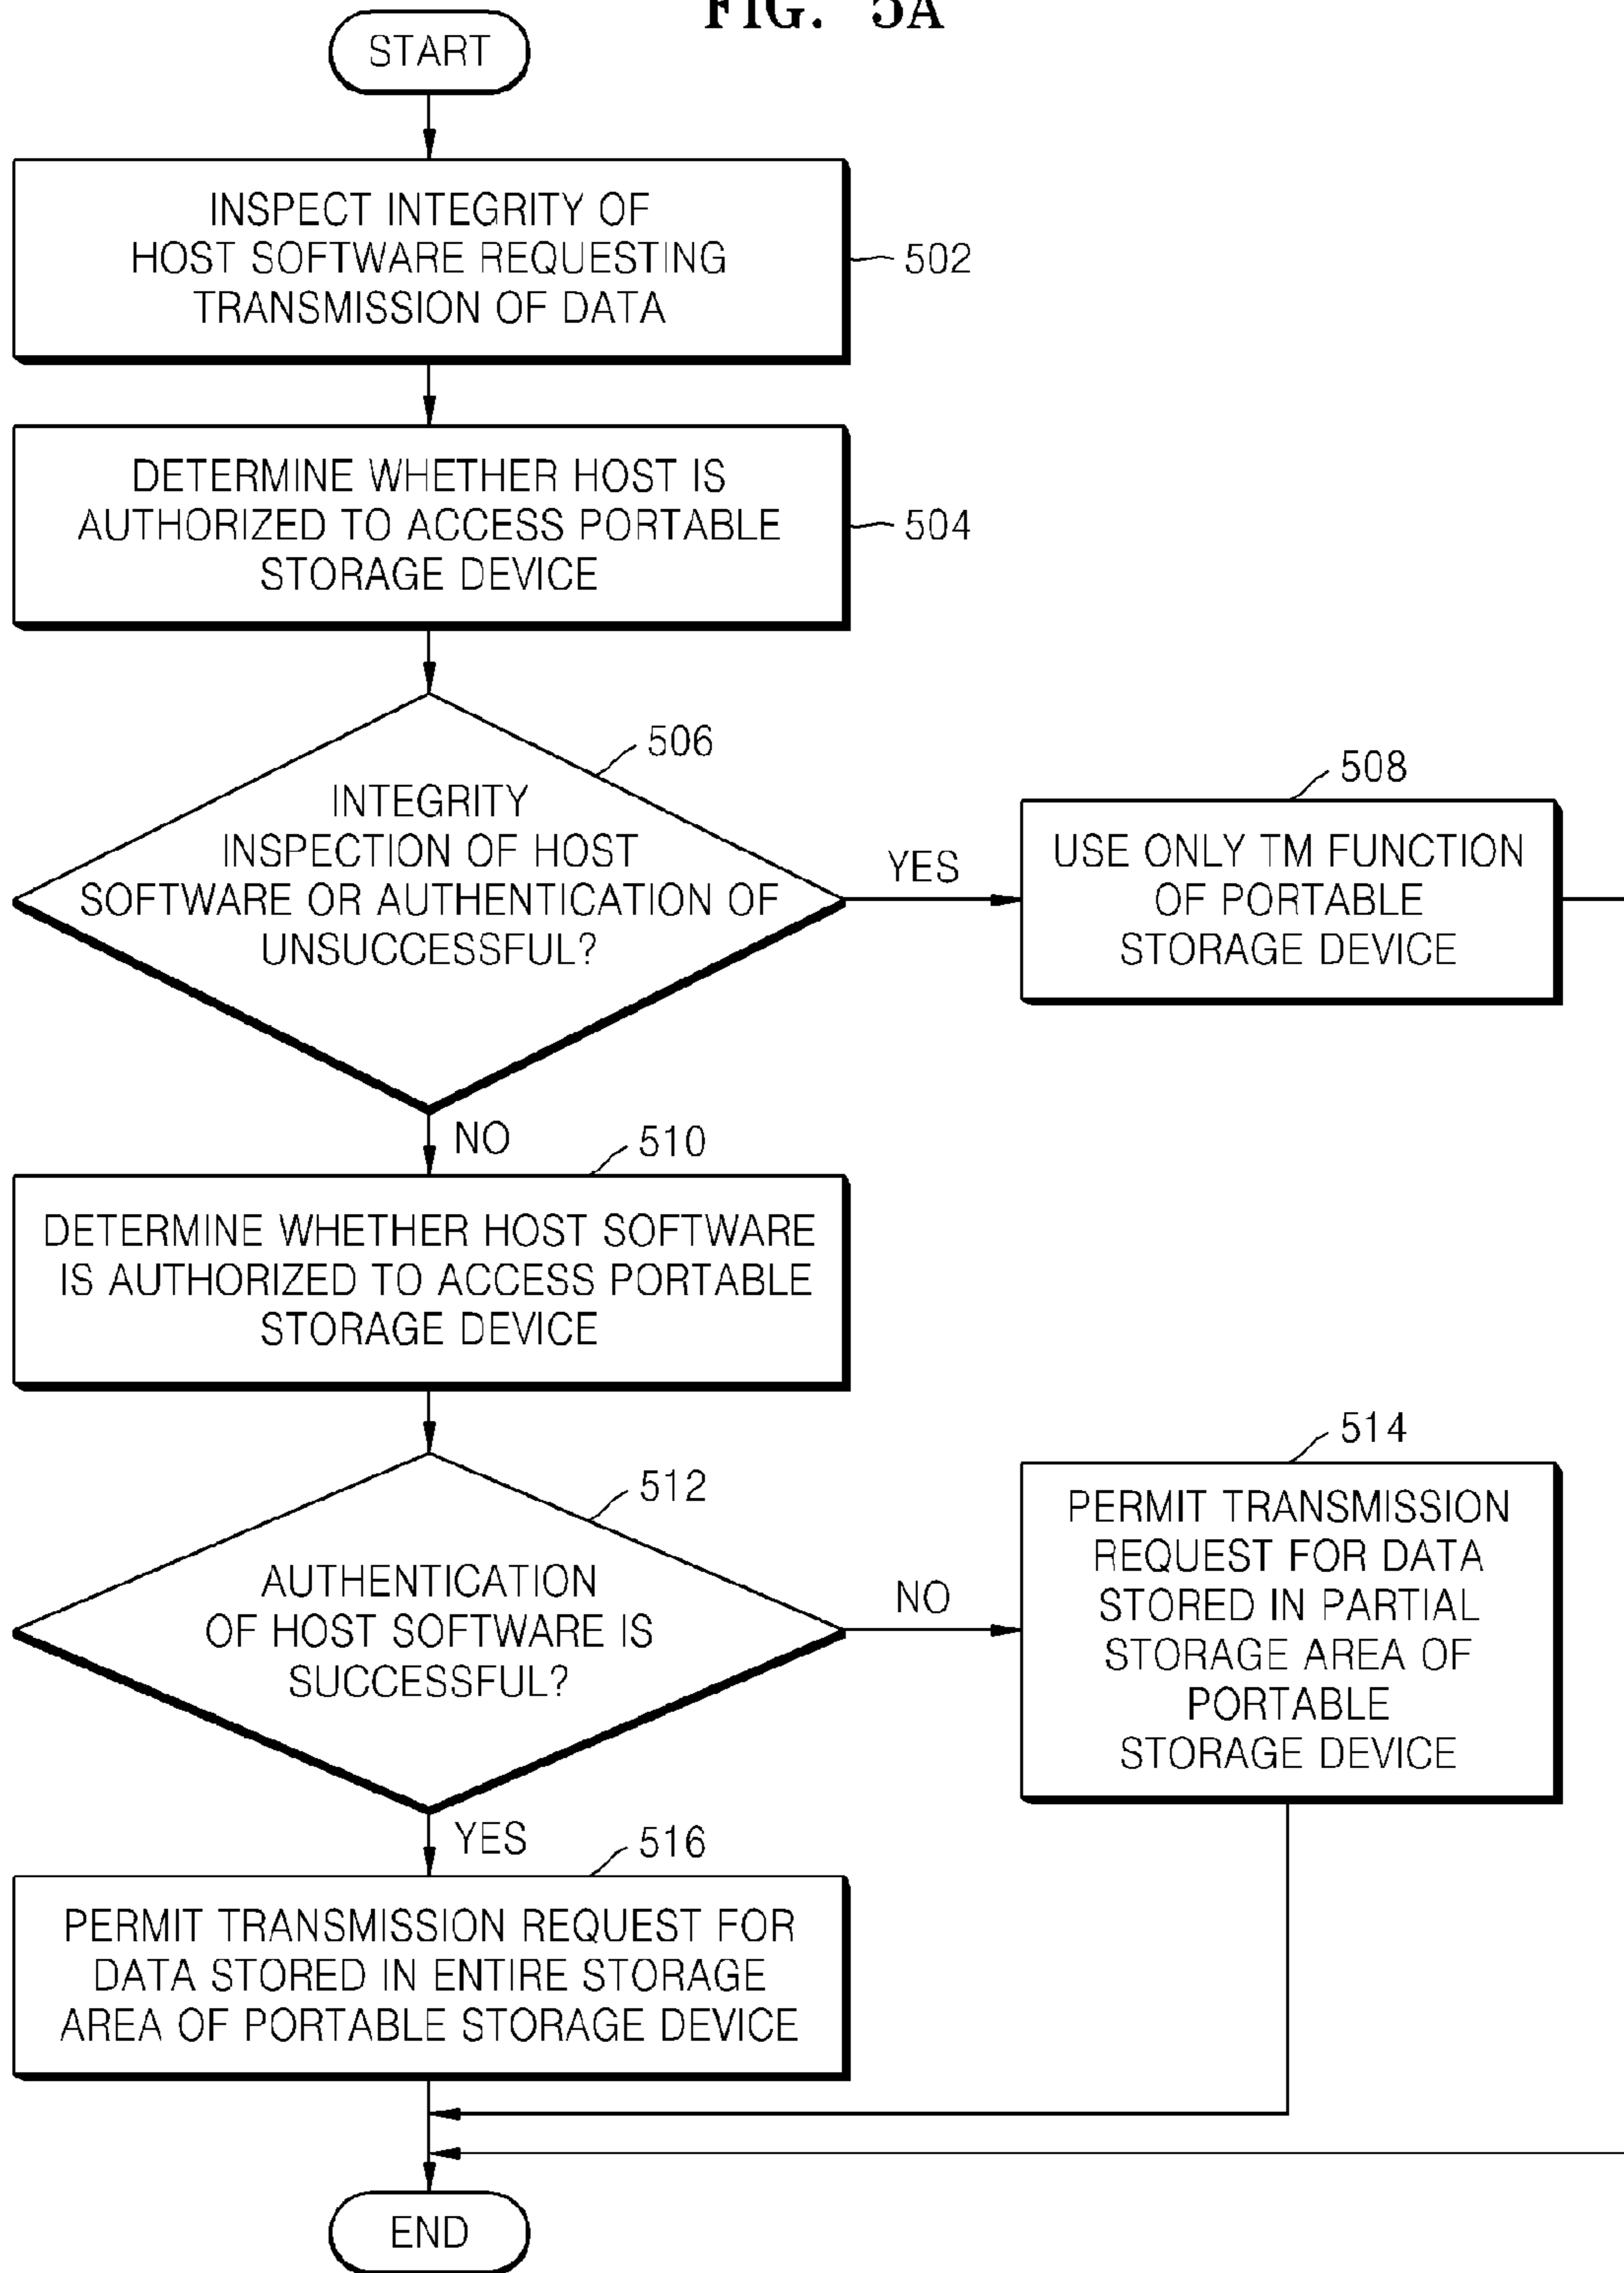 FIG. 5A
START
INSPECT INTEGRITY OF
HOST SOFTWARE REQUESTING
TRANSMISSION OF DATA
502
DETERMINE WHETHER HOST IS
AUTHORIZED TO ACCESS PORTABLE
STORAGE DEVICE
504
506
INTEGRITY
INSPECTION OF HOST
SOFTWARE OR AUTHENTICATION OF
UNSUCCESSFUL?
YES
508
USE ONLY TM FUNCTION
OF PORTABLE
STORAGE DEVICE
NO
510
DETERMINE WHETHER HOST SOFTWARE
IS AUTHORIZED TO ACCESS PORTABLE
STORAGE DEVICE
512
AUTHENTICATION
OF HOST SOFTWARE IS
SUCCESSFUL?
NO
514
PERMIT TRANSMISSION
REQUEST FOR DATA
STORED IN PARTIAL
STORAGE AREA OF
PORTABLE
STORAGE DEVICE
YES
516
PERMIT TRANSMISSION REQUEST FOR
DATA STORED IN ENTIRE STORAGE
AREA OF PORTABLE STORAGE DEVICE
END